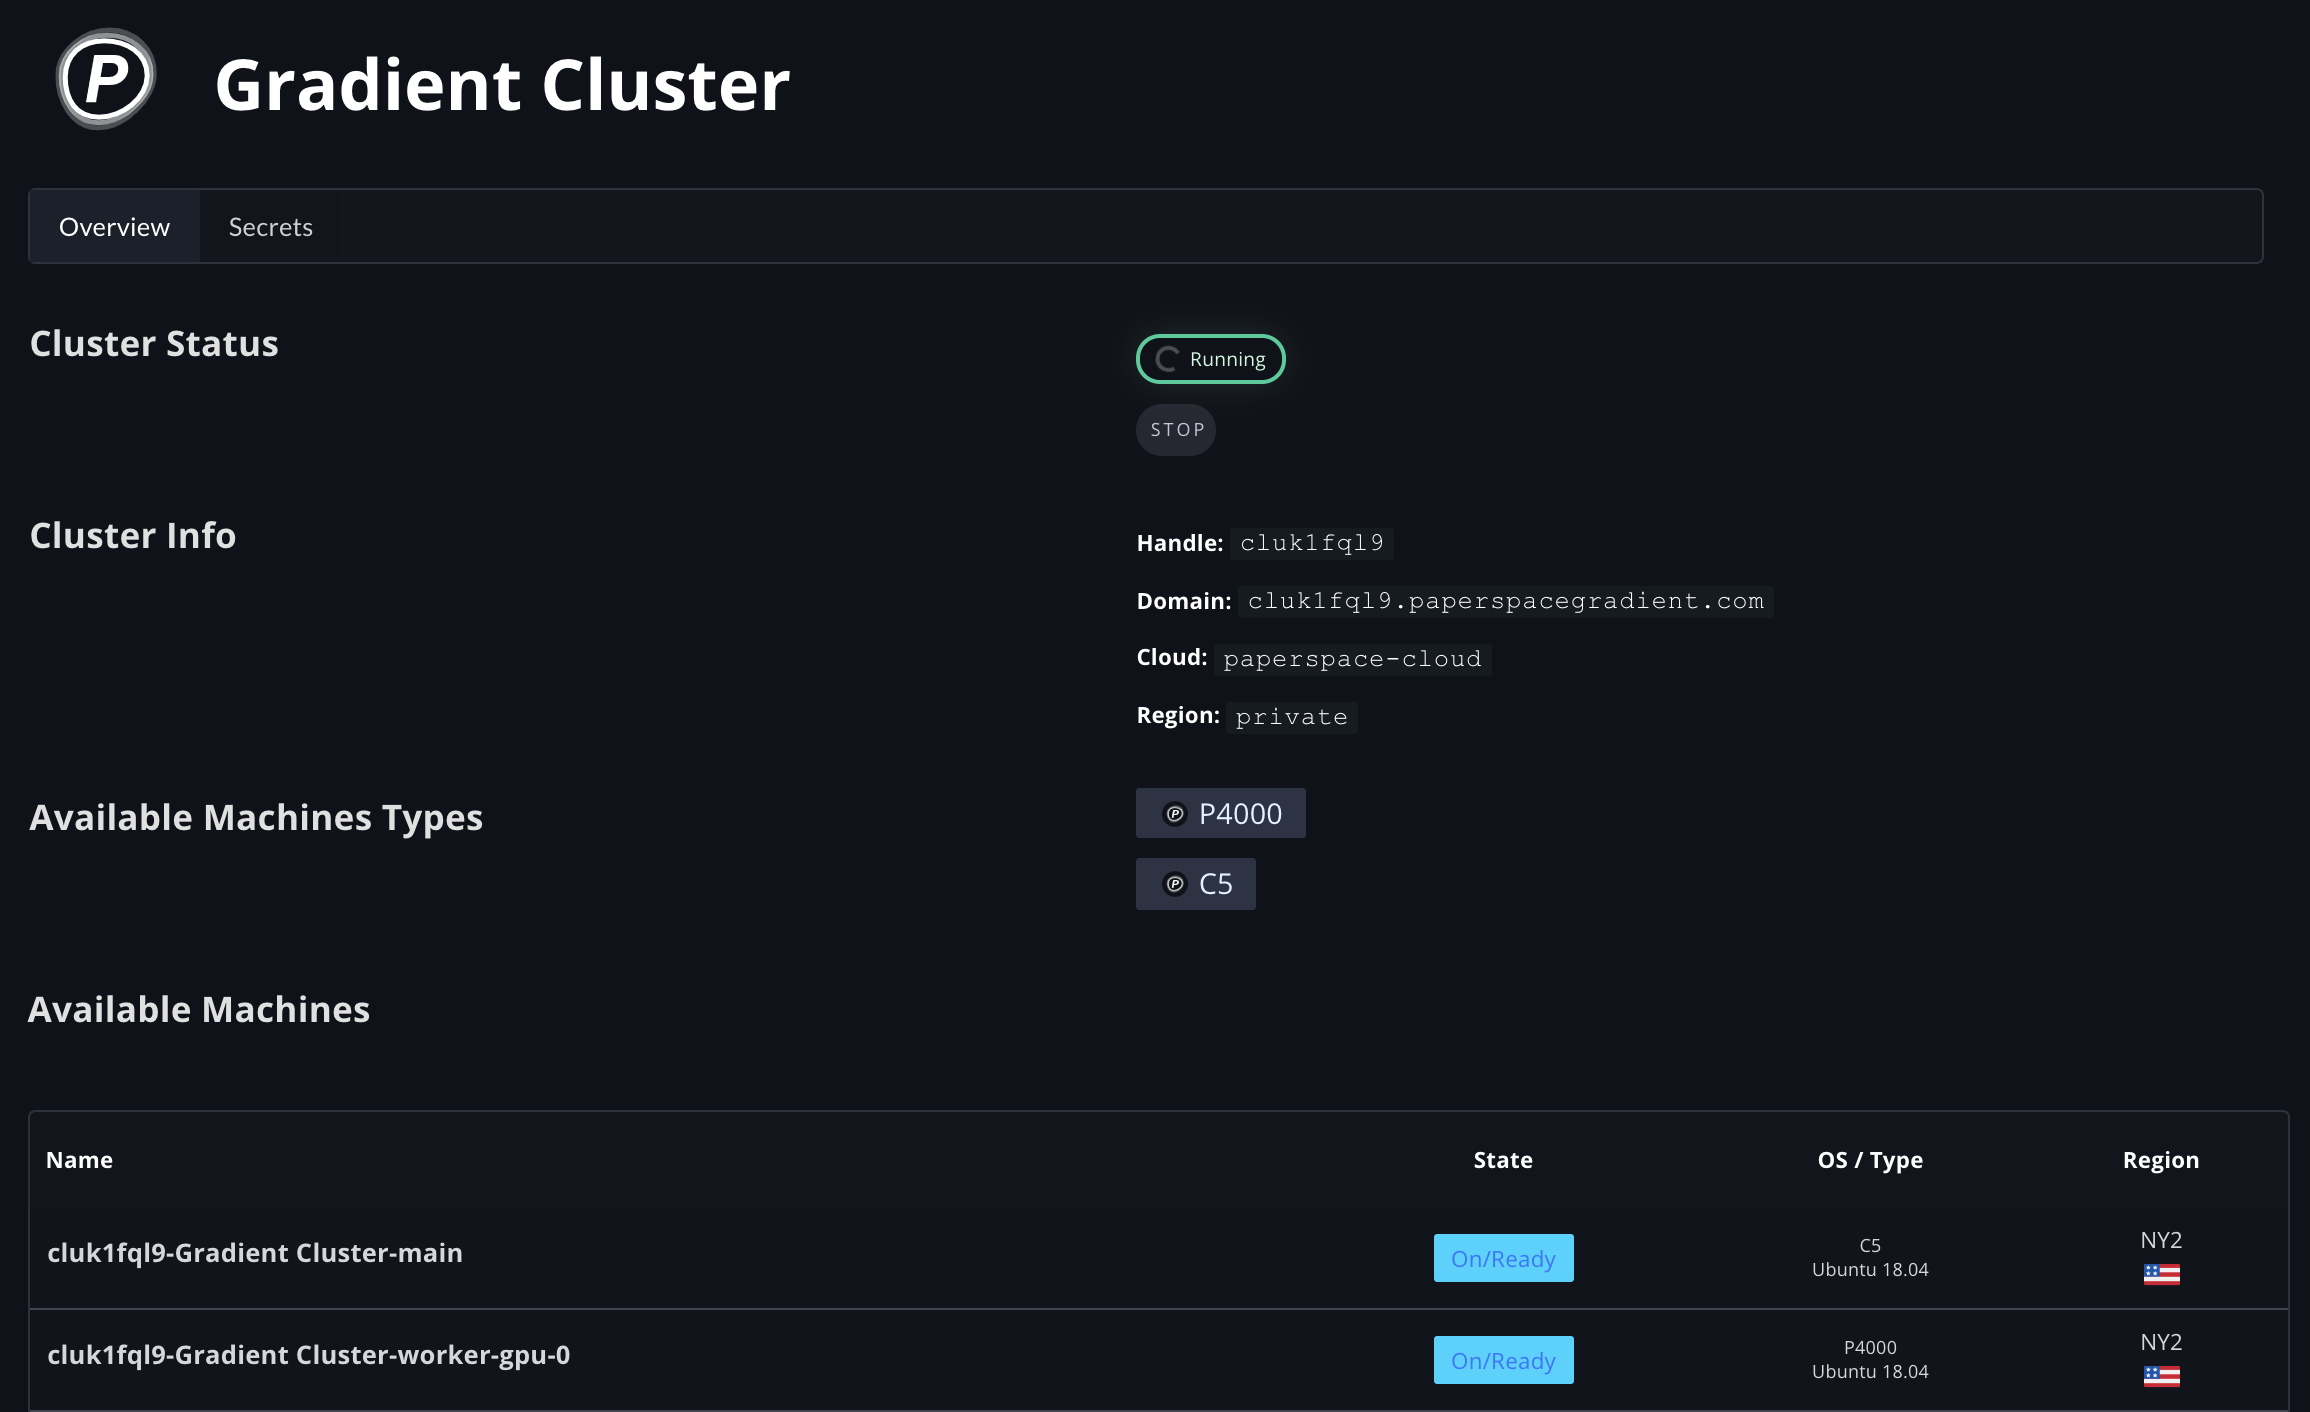 P
Gradient Cluster
Overview
Secrets
Cluster Status
Running
STOP
Cluster Info
Handle: cluk1fql9
Domain: cluk1fql9.paperspacegradient.com
Cloud: paperspace-cloud
Region: private
Available Machines Types
P P4000
P C5
Available Machines
Name State OS / Type Region
cluk1fql9-Gradient Cluster-main
On/Ready
C5
Ubuntu 18.04
NY2
cluk1fql9-Gradient Cluster-worker-gpu-0
On/Ready
P4000
Ubuntu 18.04
NY2